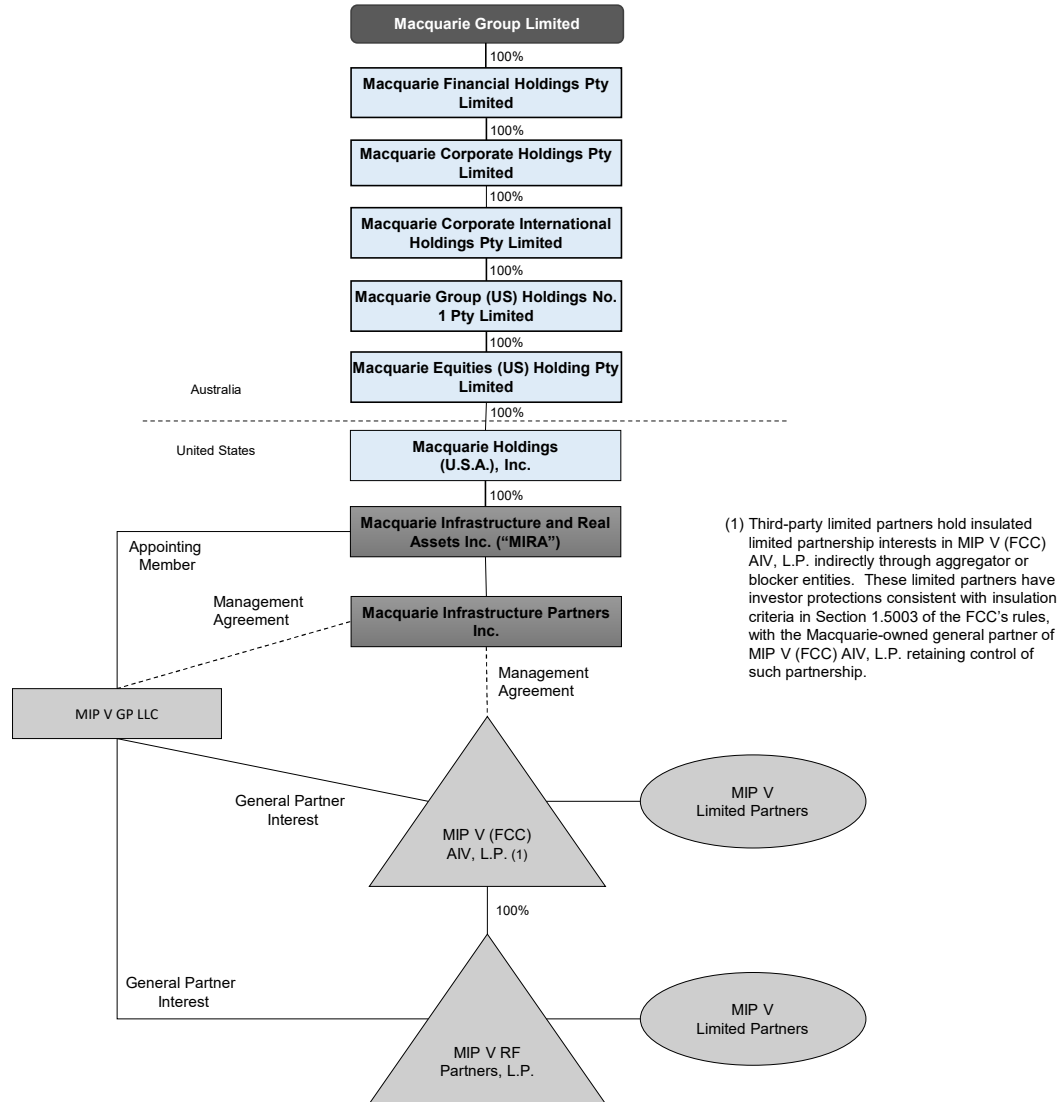 Macquarie Group Limited
100%
Macquarie Financial Holdings Pty
Limited
100%
Macquarie Corporate Holdings Pty
Limited
100%
Macquarie Corporate International
Holdings Pty Limited
100%
Macquarie Group (US) Holdings No.
1 Pty Limited
100%
Macquarie Equities (US) Holding Pty
Limited
Australia
100%
United States
Macquarie Holdings
(U.S.A.), Inc.
100%
Macquarie Infrastructure and Real
Assets Inc. (“MIRA”)
Appointing
Member
(1) Third-party limited partners hold insulated
limited partnership interests in MIP V (FCC)
AIV, L.P. indirectly through aggregator or
blocker entities.  These limited partners have
investor protections consistent with insulation
criteria in Section 1.5003 of the FCC’s rules,
with the Macquarie-owned general partner of
MIP V (FCC) AIV, L.P. retaining control of
such partnership.
Management
Agreement
Macquarie Infrastructure Partners
Inc.
Management
Agreement
MIP V GP LLC
General Partner
Interest
MIP V (FCC)
AIV, L.P. (1)
MIP V
Limited Partners
100%
General Partner
Interest
MIP V RF
Partners, L.P.
MIP V
Limited Partners